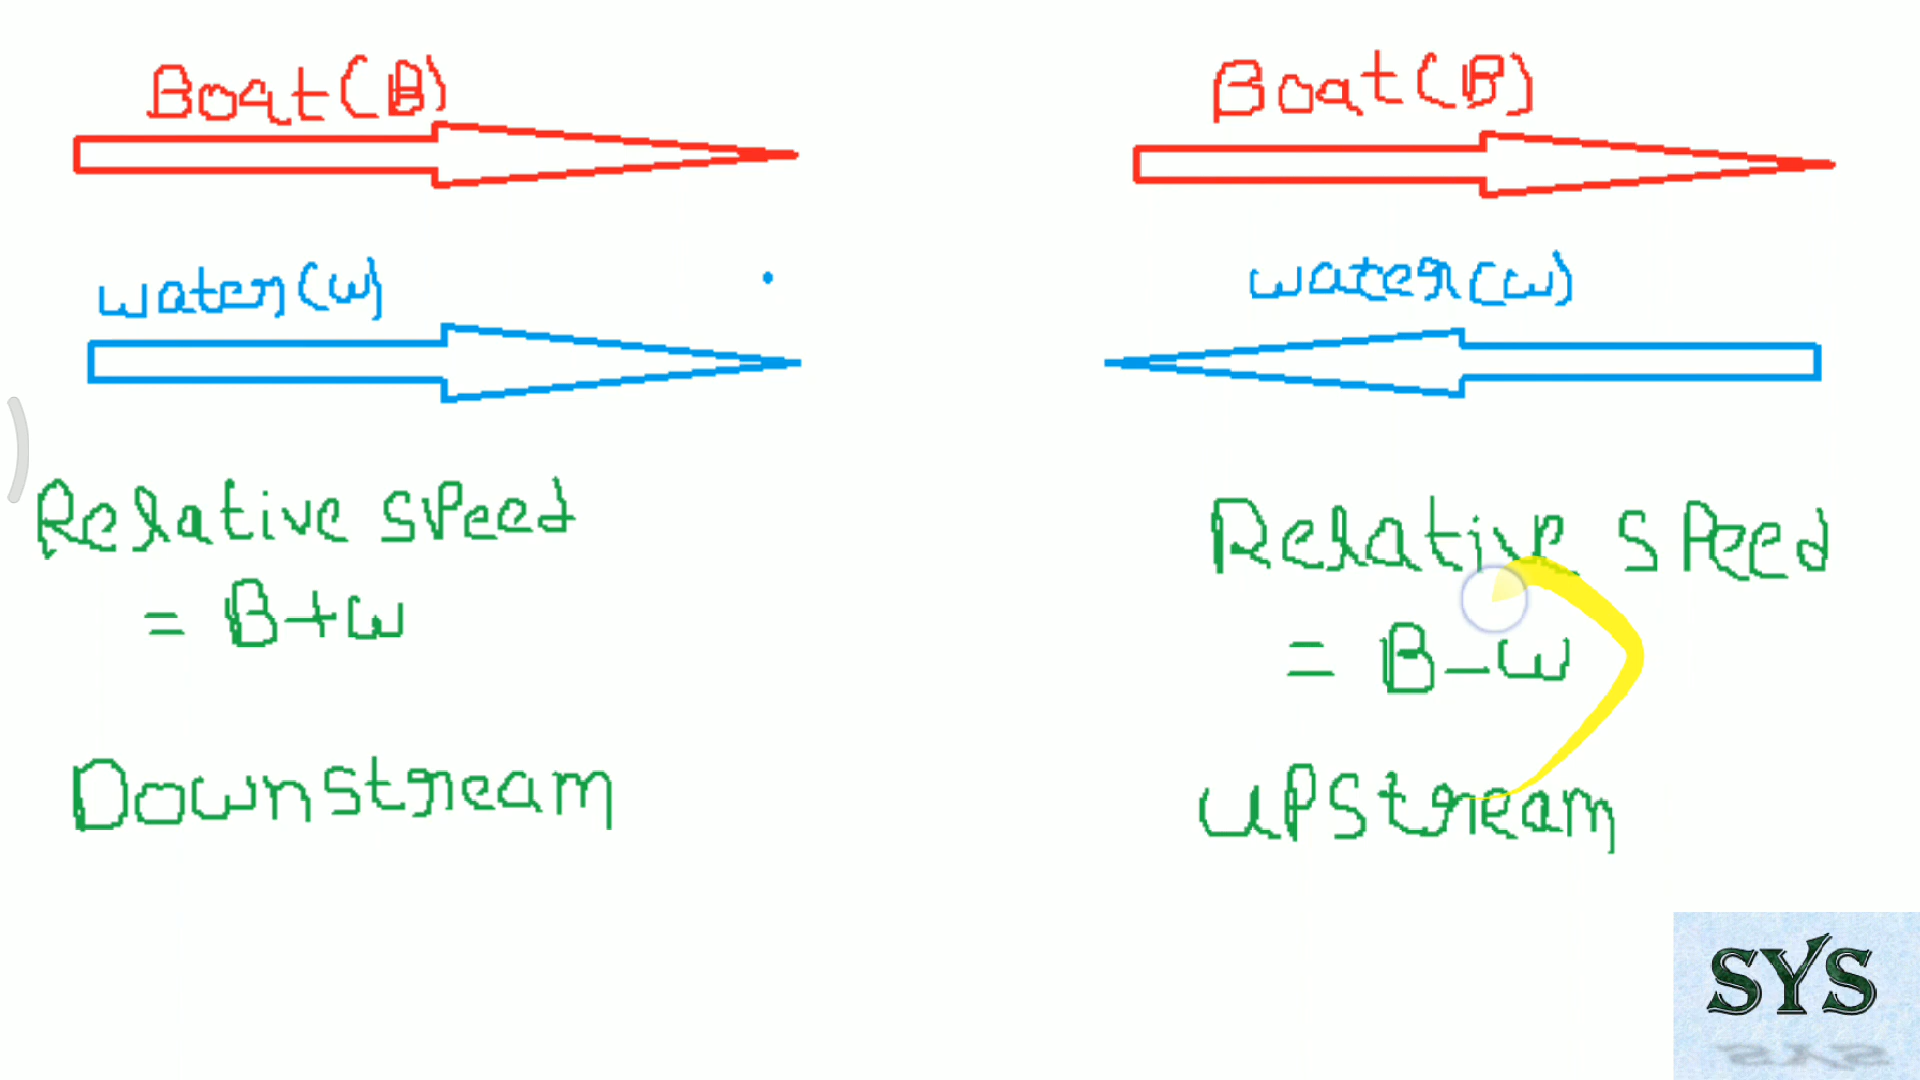 Boat(B)
water(w)
Relative speed
= B+w
Downstream
Boat(B)
water(w)
Relative speed
= B-w
upstream
SYS